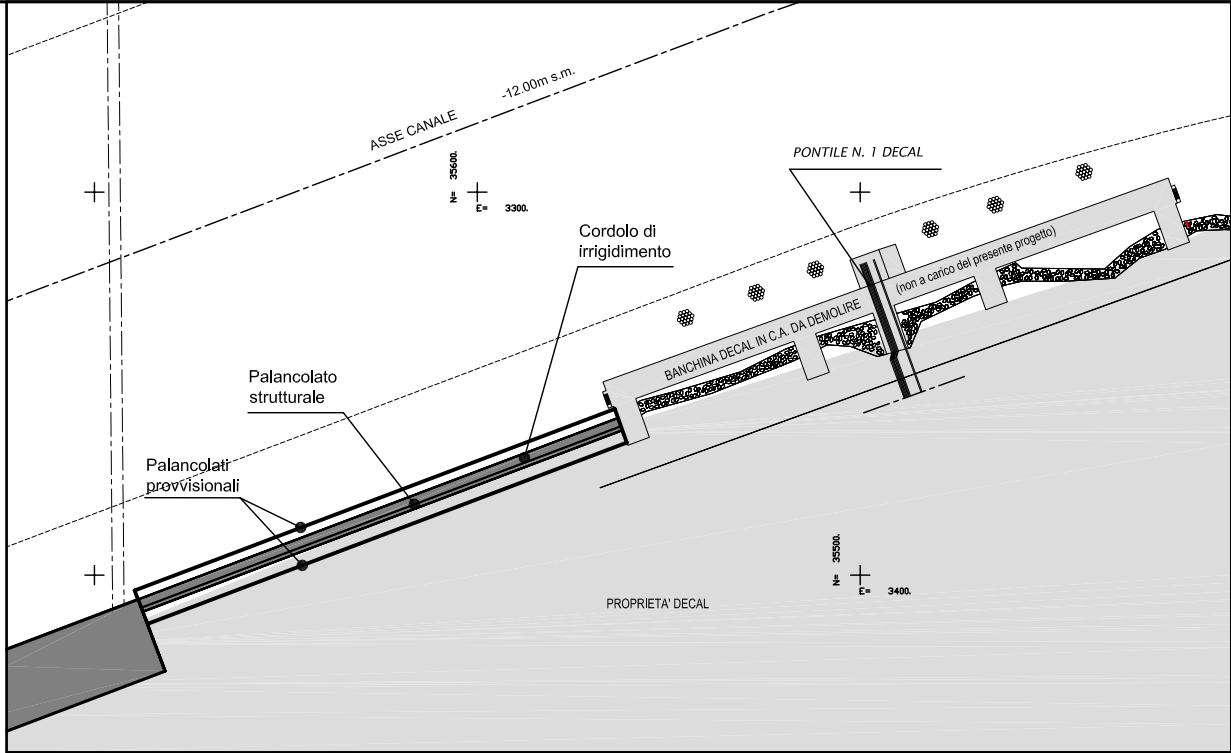 -12.00m s.m.
ASSE CANALE
PONTILE N. 1 DECAL
N= 35600.
E= 3300.
Cordolo di
irrigidimento
(non a carico del presente progetto)
BANCHINA DECAL IN C.A. DA DEMOLIRE
Palancolato
strutturale
Palancolati
provvisionali
N= 35500.
E= 3400.
PROPRIETA' DECAL